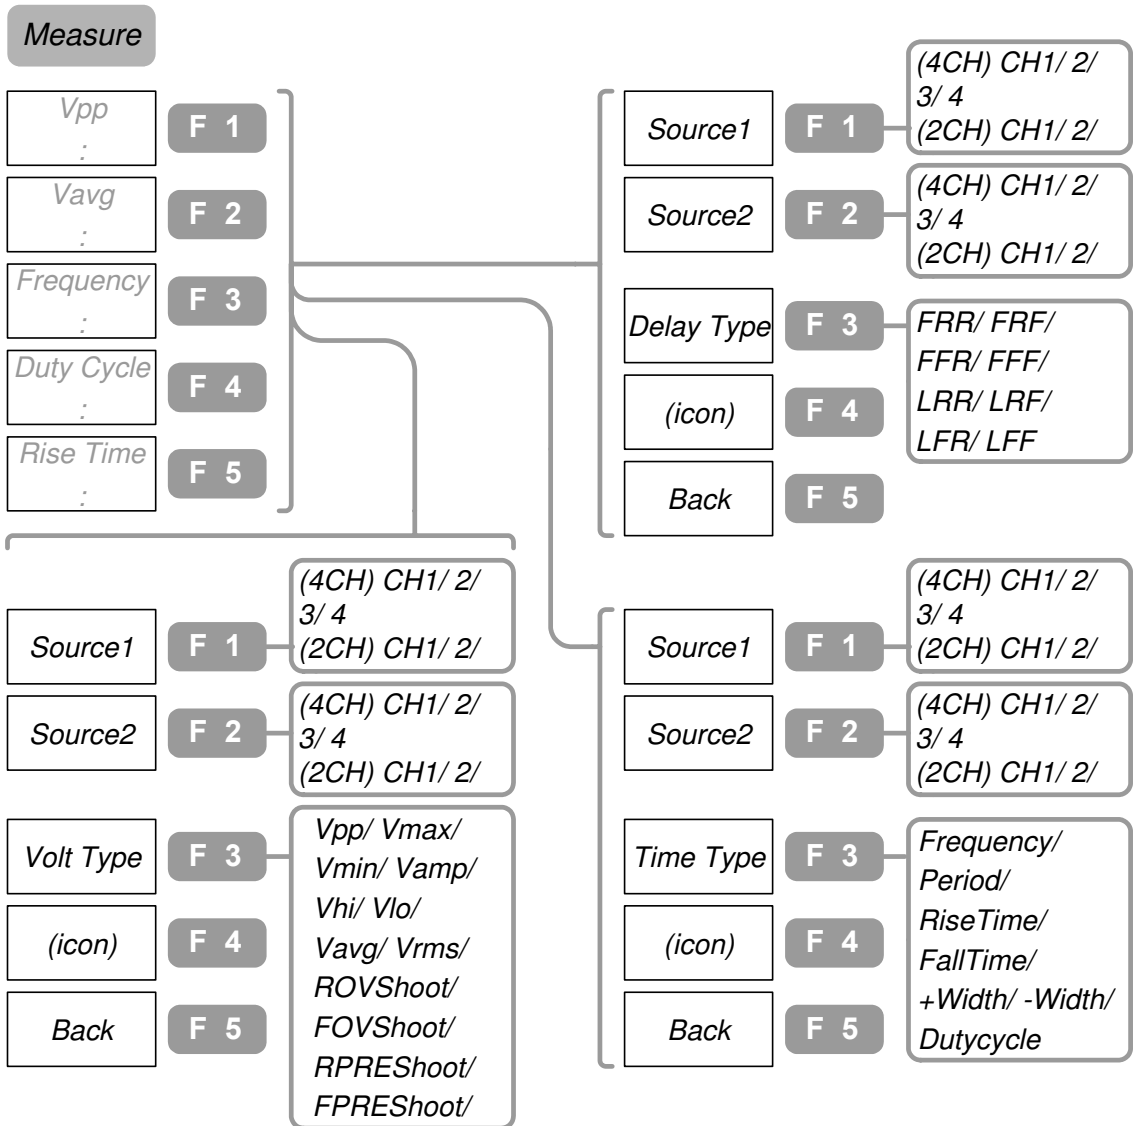 Measure
Vpp
:
F 1
Vavg
:
F 2
Frequency
:
F 3
Duty Cycle
:
F 4
Rise Time
:
F 5
Source1
F 1
(4CH) CH1/ 2/
3/ 4
(2CH) CH1/ 2/
Source2
F 2
(4CH) CH1/ 2/
3/ 4
(2CH) CH1/ 2/
Delay Type
F 3
FRR/ FRF/
FFR/ FFF/
LRR/ LRF/
LFR/ LFF
(icon)
F 4
Back
F 5
Source1
F 1
(4CH) CH1/ 2/
3/ 4
(2CH) CH1/ 2/
Source2
F 2
(4CH) CH1/ 2/
3/ 4
(2CH) CH1/ 2/
Volt Type
F 3
Vpp/ Vmax/
Vmin/ Vamp/
Vhi/ Vlo/
Vavg/ Vrms/
ROVShoot/
FOVShoot/
RPREShoot/
FPREShoot/
(icon)
F 4
Back
F 5
Source1
F 1
(4CH) CH1/ 2/
3/ 4
(2CH) CH1/ 2/
Source2
F 2
(4CH) CH1/ 2/
3/ 4
(2CH) CH1/ 2/
Time Type
F 3
Frequency/
Period/
RiseTime/
FallTime/
+Width/ -Width/
Dutycycle
(icon)
F 4
Back
F 5